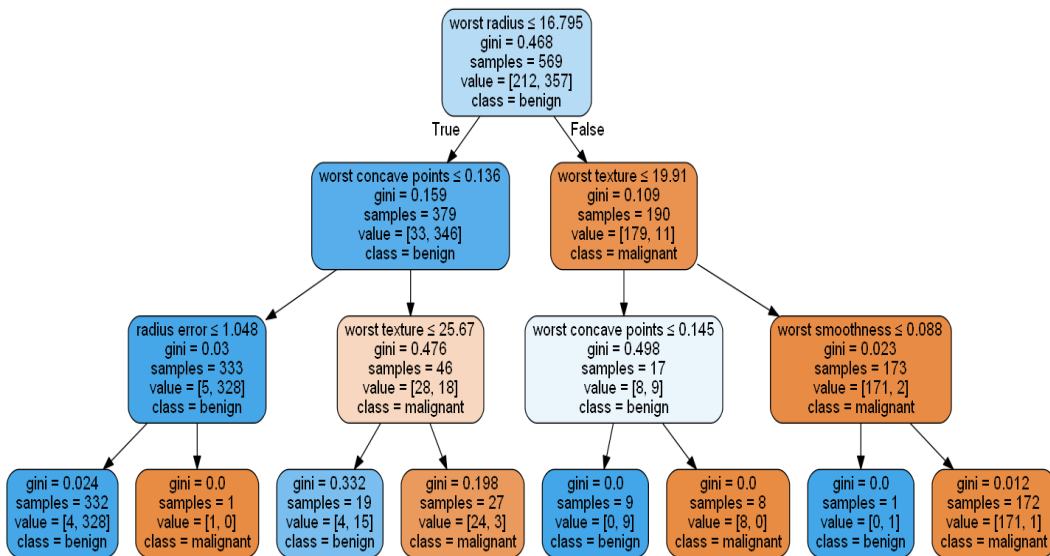 worst radius ≤ 16.795
gini = 0.468
samples = 569
value = [212, 357]
class = benign
True
False
worst concave points ≤ 0.136
gini = 0.159
samples = 379
value = [33, 346]
class = benign
worst texture ≤ 19.91
gini = 0.109
samples = 190
value = [179, 11]
class = malignant
radius error ≤ 1.048
gini = 0.03
samples = 333
value = [5, 328]
class = benign
worst texture ≤ 25.67
gini = 0.476
samples = 46
value = [28, 18]
class = malignant
worst concave points ≤ 0.145
gini = 0.498
samples = 17
value = [8, 9]
class = benign
worst smoothness ≤ 0.088
gini = 0.023
samples = 173
value = [171, 2]
class = malignant
gini = 0.024
samples = 332
value = [4, 328]
class = benign
gini = 0.0
samples = 1
value = [1, 0]
class = malignant
gini = 0.332
samples = 19
value = [4, 15]
class = benign
gini = 0.198
samples = 27
value = [24, 3]
class = malignant
gini = 0.0
samples = 9
value = [0, 9]
class = benign
gini = 0.0
samples = 8
value = [8, 0]
class = malignant
gini = 0.0
samples = 1
value = [0, 1]
class = benign
gini = 0.012
samples = 172
value = [171, 1]
class = malignant